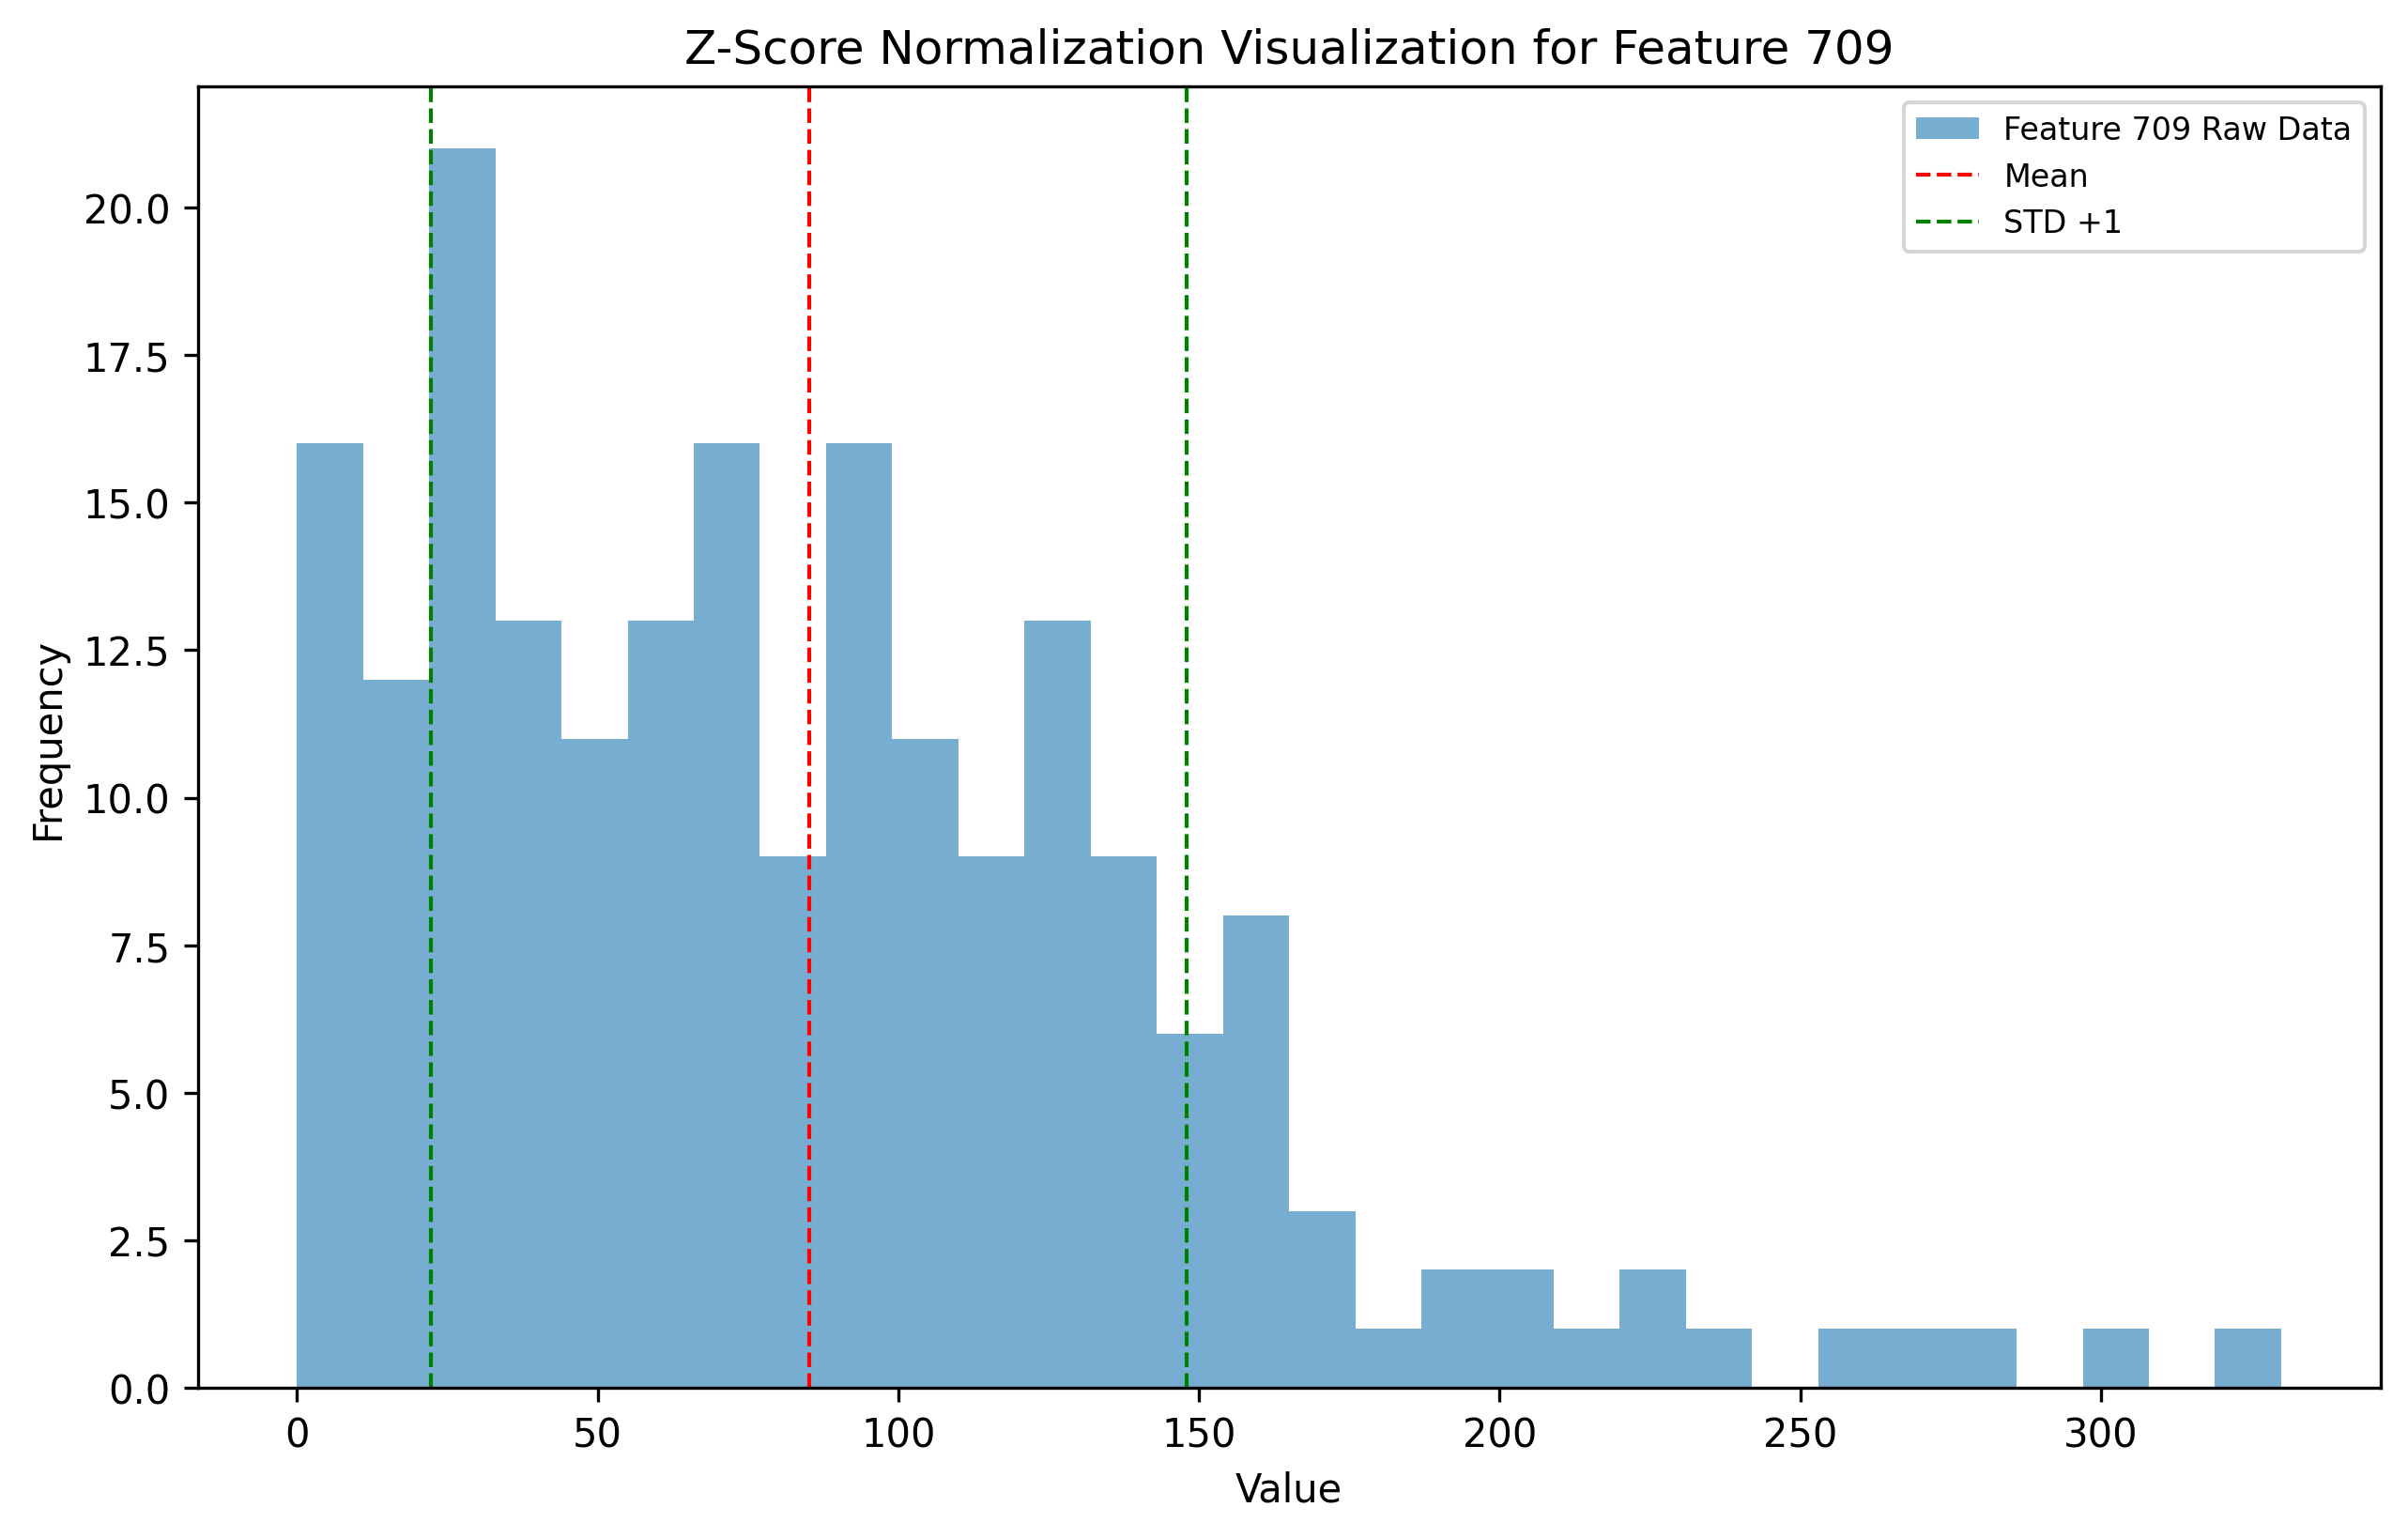 Z-Score Normalization Visualization for Feature 709
Feature 709 Raw Data
Mean
STD +1
Frequency
20.0
17.5
15.0
12.5
10.0
7.5
5.0
2.5
0.0
0 50 100 150 200 250 300
Value